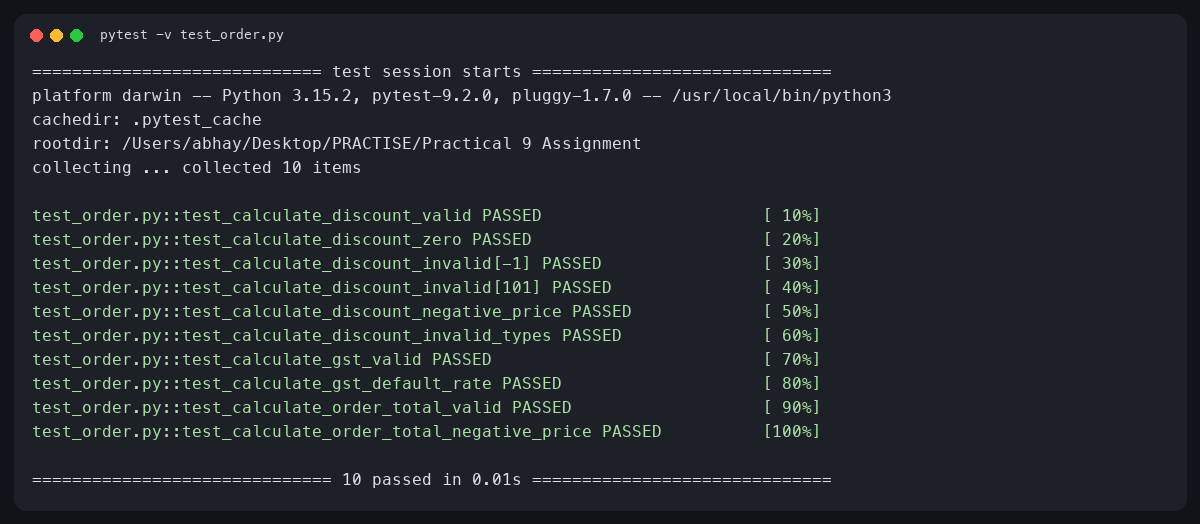 pytest -v test_order.py
============================= test session starts ==============================
platform darwin -- Python 3.15.2, pytest-9.2.0, pluggy-1.7.0 -- /usr/local/bin/python3
cachedir: .pytest_cache
rootdir: /Users/abhay/Desktop/PRACTISE/Practical 9 Assignment
collecting ... collected 10 items
test_order.py::test_calculate_discount_valid PASSED                      [ 10%]
test_order.py::test_calculate_discount_zero PASSED                       [ 20%]
test_order.py::test_calculate_discount_invalid[-1] PASSED                [ 30%]
test_order.py::test_calculate_discount_invalid[101] PASSED               [ 40%]
test_order.py::test_calculate_discount_negative_price PASSED             [ 50%]
test_order.py::test_calculate_discount_invalid_types PASSED              [ 60%]
test_order.py::test_calculate_gst_valid PASSED                           [ 70%]
test_order.py::test_calculate_gst_default_rate PASSED                    [ 80%]
test_order.py::test_calculate_order_total_valid PASSED                   [ 90%]
test_order.py::test_calculate_order_total_negative_price PASSED          [100%]
============================== 10 passed in 0.01s ==============================